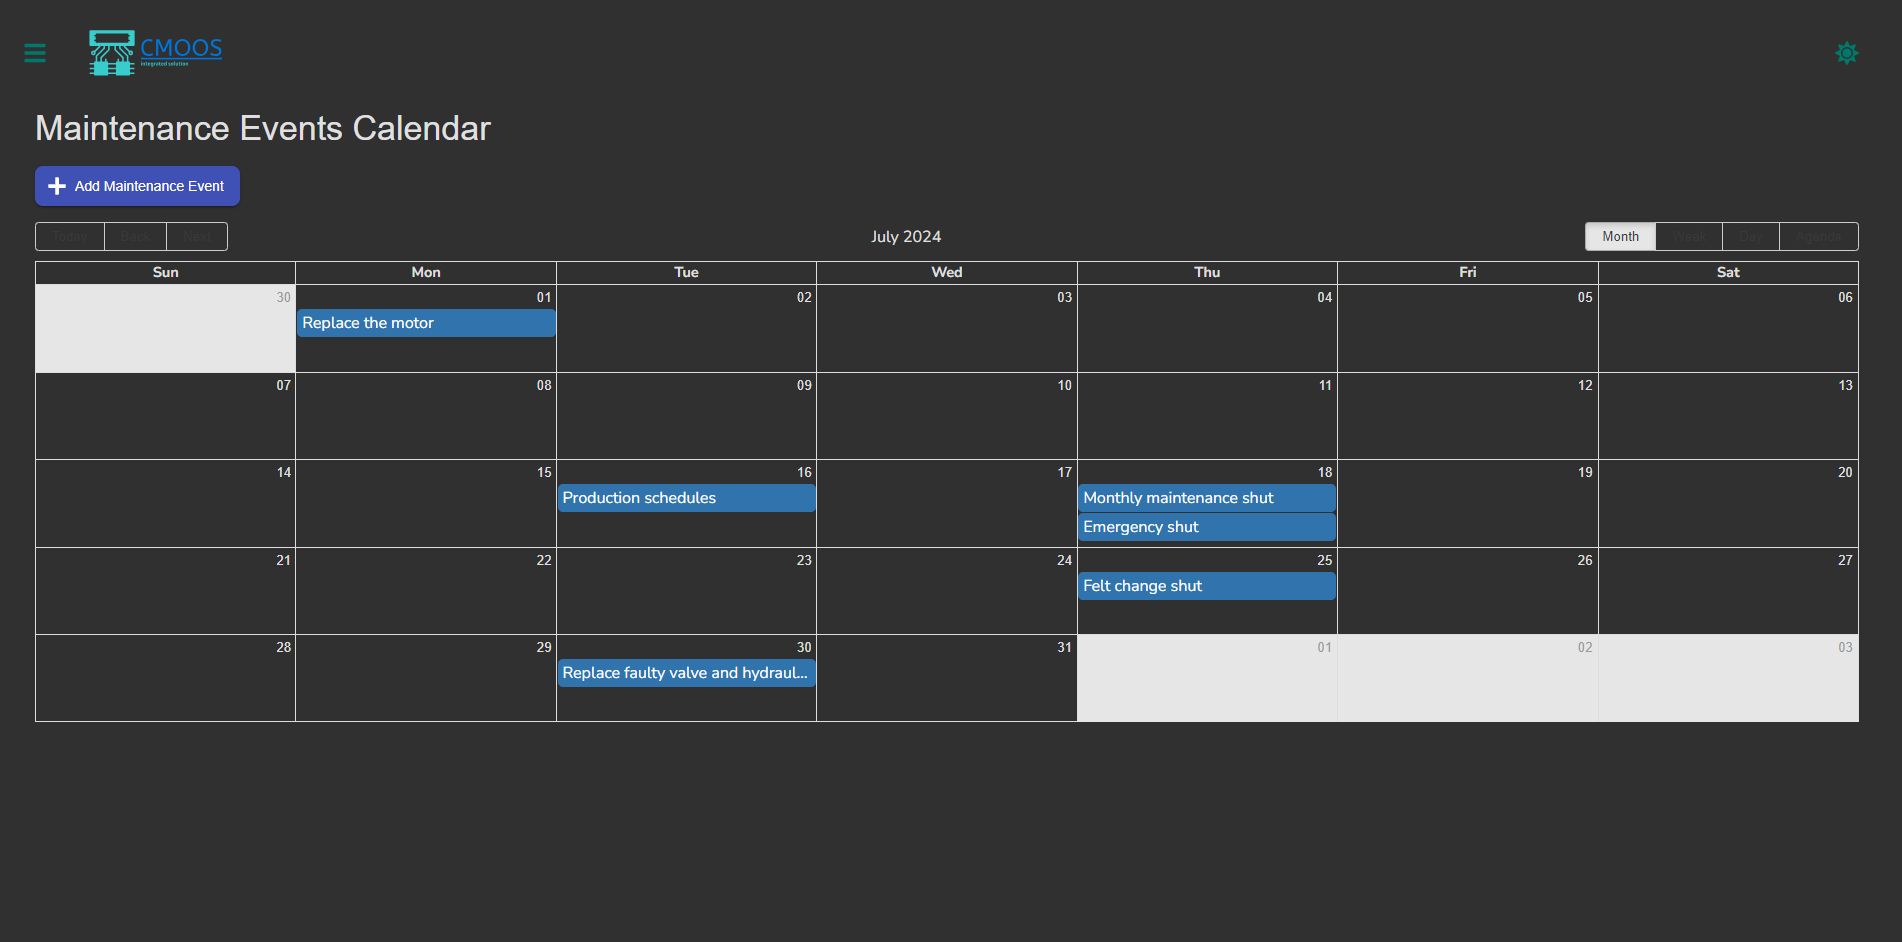 CMOOS
integrated solution
Maintenance Events Calendar
Add Maintenance Event
Today Back Next July 2024 Month Week Day Agenda
Sun Mon Tue Wed Thu Fri Sat
30 01 02 03 04 05 06
Replace the motor
07 08 09 10 11 12 13
14 15 16 17 18 19 20
Production schedules Monthly maintenance shut
Emergency shut
21 22 23 24 25 26 27
Felt change shut
28 29 30 31 01 02 03
Replace faulty valve and hydraul...